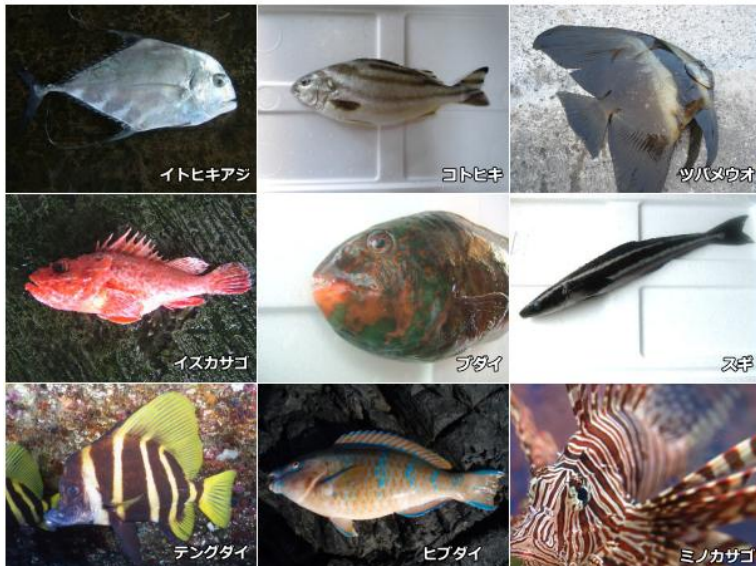 イトヒキアジ
コトヒキ
ツバメウオ
イズカサゴ
ブダイ
スギ
テングダイ
ヒブダイ
ミノカサゴ